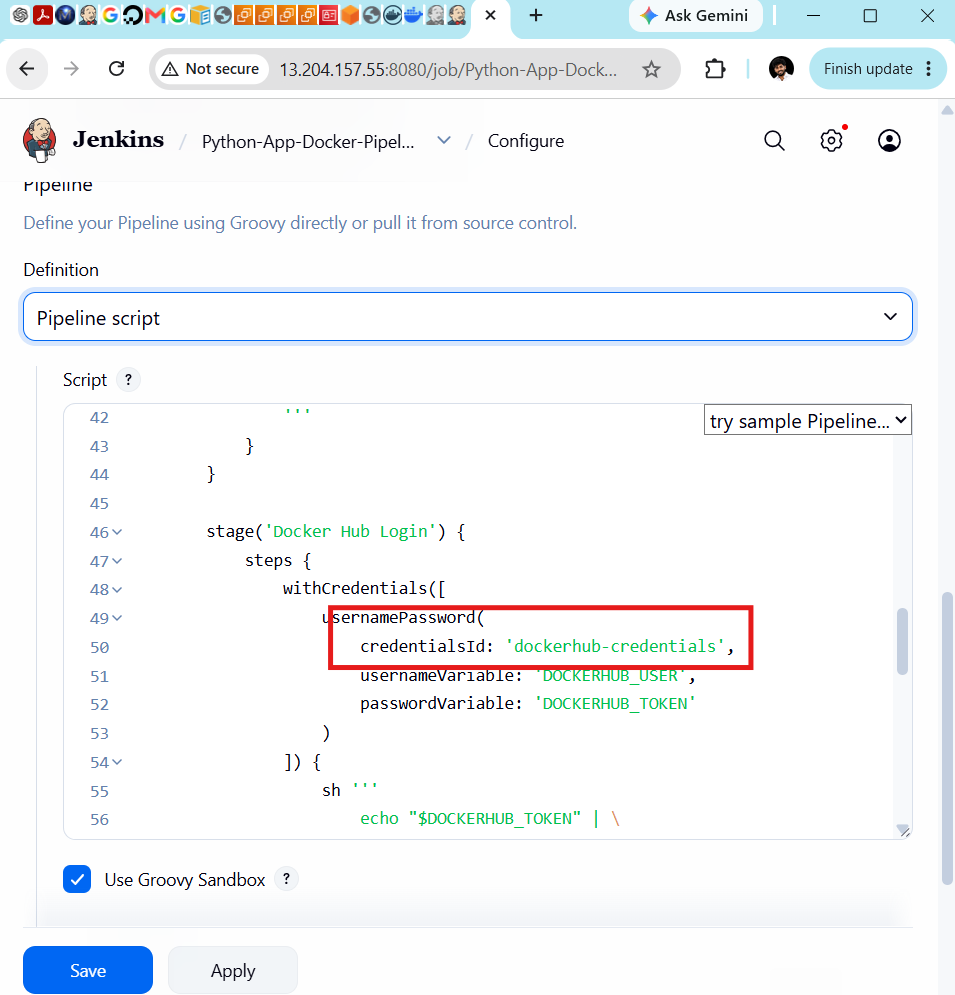 Ask Gemini
Not secure
13.204.157.55:8080/job/Python-App-Dock...
Finish update
Jenkins / Python-App-Docker-Pipel... / Configure
Pipeline
Define your Pipeline using Groovy directly or pull it from source control.
Definition
Pipeline script
Script ?
try sample Pipeline...
42 '''
43 }
44 }
45
46 stage('Docker Hub Login') {
47 steps {
48 withCredentials([
49 usernamePassword(
50 credentialsId: 'dockerhub-credentials',
51 usernameVariable: 'DOCKERHUB_USER',
52 passwordVariable: 'DOCKERHUB_TOKEN'
53 )
54 ]) {
55 sh '''
56 echo "$DOCKERHUB_TOKEN" | \
Use Groovy Sandbox ?
Save
Apply